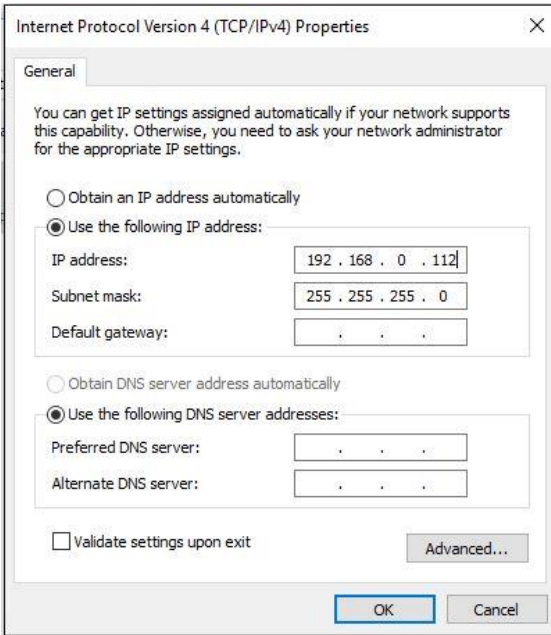 Internet Protocol Version 4 (TCP/IPv4) Properties
General
You can get IP settings assigned automatically if your network supports
this capability. Otherwise, you need to ask your network administrator
for the appropriate IP settings.
Obtain an IP address automatically
Use the following IP address:
IP address: 192 . 168 . 0 . 112
Subnet mask: 255 . 255 . 255 . 0
Default gateway: . . .
Obtain DNS server address automatically
Use the following DNS server addresses:
Preferred DNS server: . . .
Alternate DNS server: . . .
Validate settings upon exit
Advanced...
OK Cancel